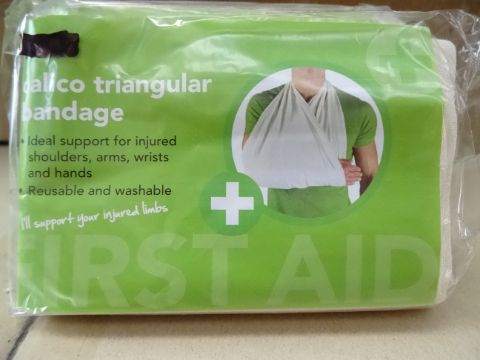 calico triangular
bandage
• Ideal support for injured
shoulders, arms, wrists
and hands
• Reusable and washable
I'll support your injured limbs
FIRST AID